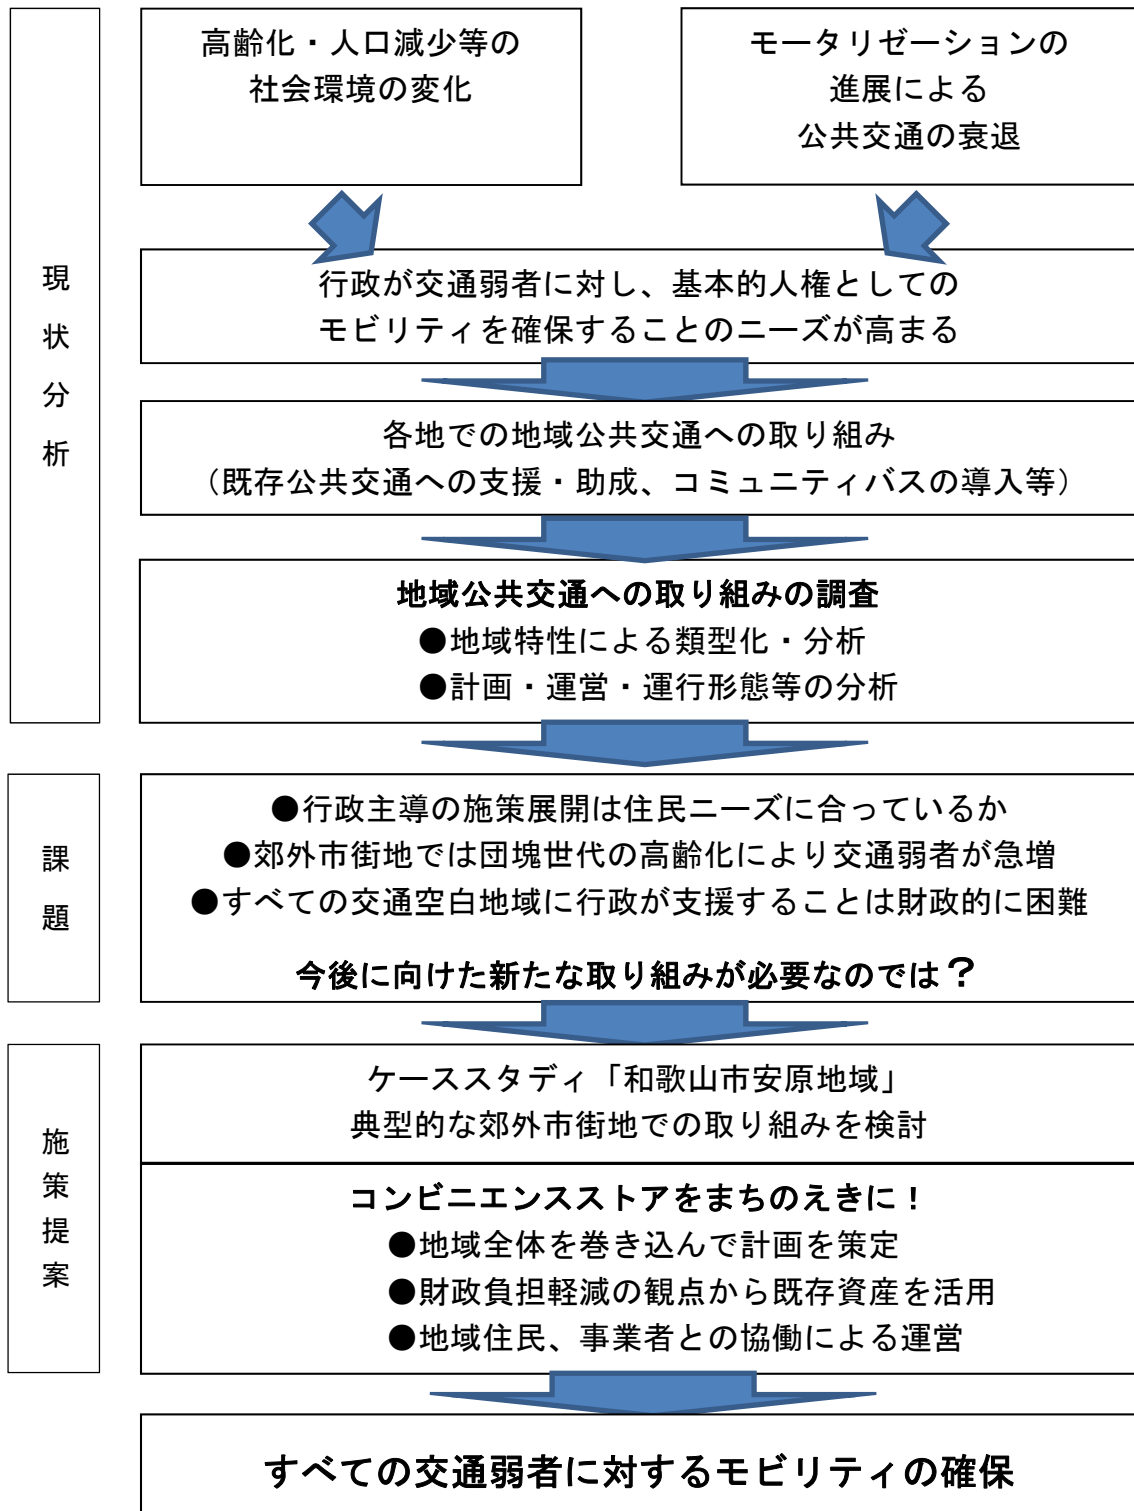 高齢化・人口減少等の
社会環境の変化
モータリゼーションの
進展による
公共交通の衰退
現状分析
行政が交通弱者に対し、基本的人権としての
モビリティを確保することのニーズが高まる
各地での地域公共交通への取り組み
（既存公共交通への支援・助成、コミュニティバスの導入等）
地域公共交通への取り組みの調査
●地域特性による類型化・分析
●計画・運営・運行形態等の分析
課題
●行政主導の施策展開は住民ニーズに合っているか
●郊外市街地では団塊世代の高齢化により交通弱者が急増
●すべての交通空白地域に行政が支援することは財政的に困難
今後に向けた新たな取り組みが必要なのでは？
施策提案
ケーススタディ「和歌山市安原地域」
典型的な郊外市街地での取り組みを検討
コンビニエンスストアをまちのえきに！
●地域全体を巻き込んで計画を策定
●財政負担軽減の観点から既存資産を活用
●地域住民、事業者との協働による運営
すべての交通弱者に対するモビリティの確保